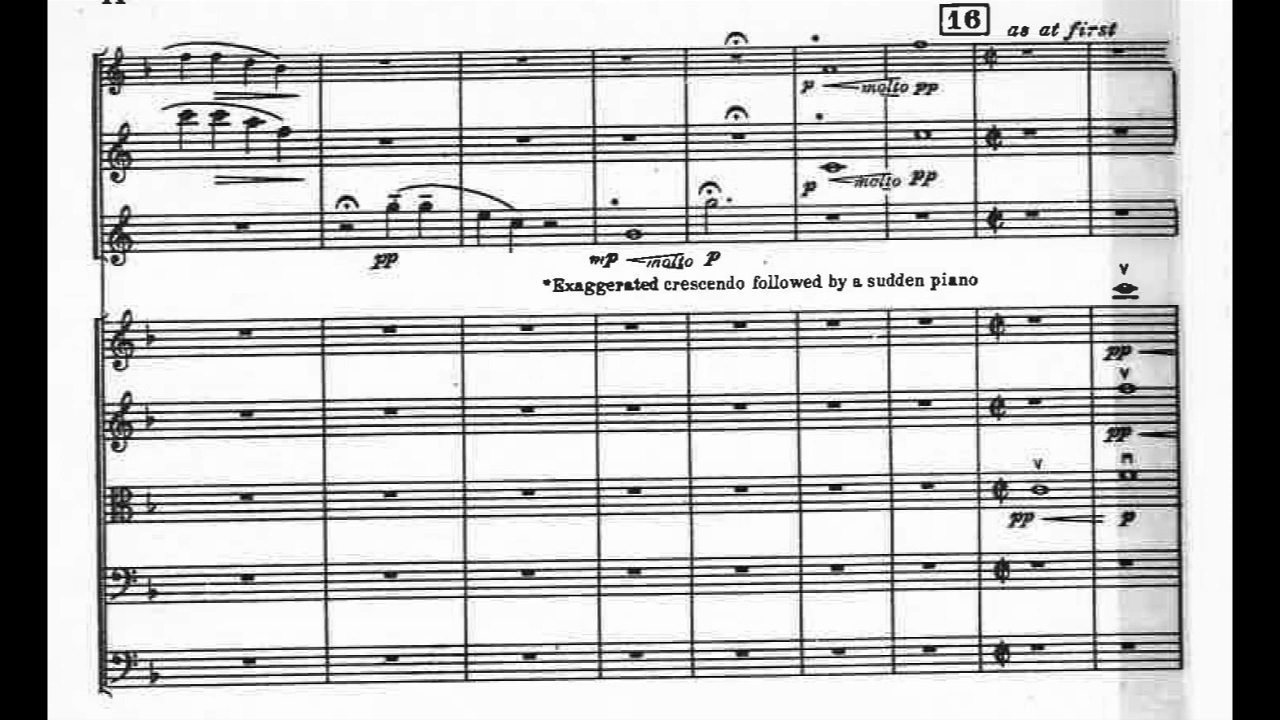 16 as at first
p molto pp
p molto pp
pp mp molto p
*Exaggerated crescendo followed by a sudden piano
pp
pp
pp p